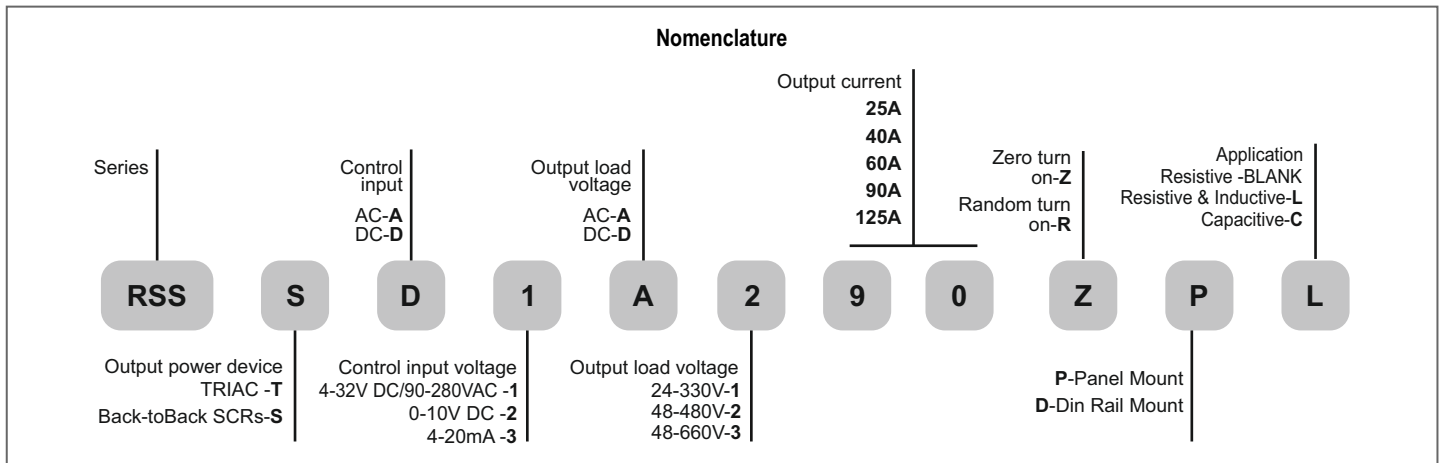 Nomenclature
Output current
25A
40A
60A
90A
125A
Series
Control
input
AC-A
DC-D
Output load
voltage
AC-A
DC-D
Zero turn
on-Z
Random turn
on-R
Application
Resistive -BLANK
Resistive & Inductive-L
Capacitive-C
RSS S D 1 A 2 9 0 Z P L
Output power device
TRIAC -T
Back-toBack SCRs-S
Control input voltage
4-32V DC/90-280VAC -1
0-10V DC -2
4-20mA -3
Output load voltage
24-330V-1
48-480V-2
48-660V-3
P-Panel Mount
D-Din Rail Mount